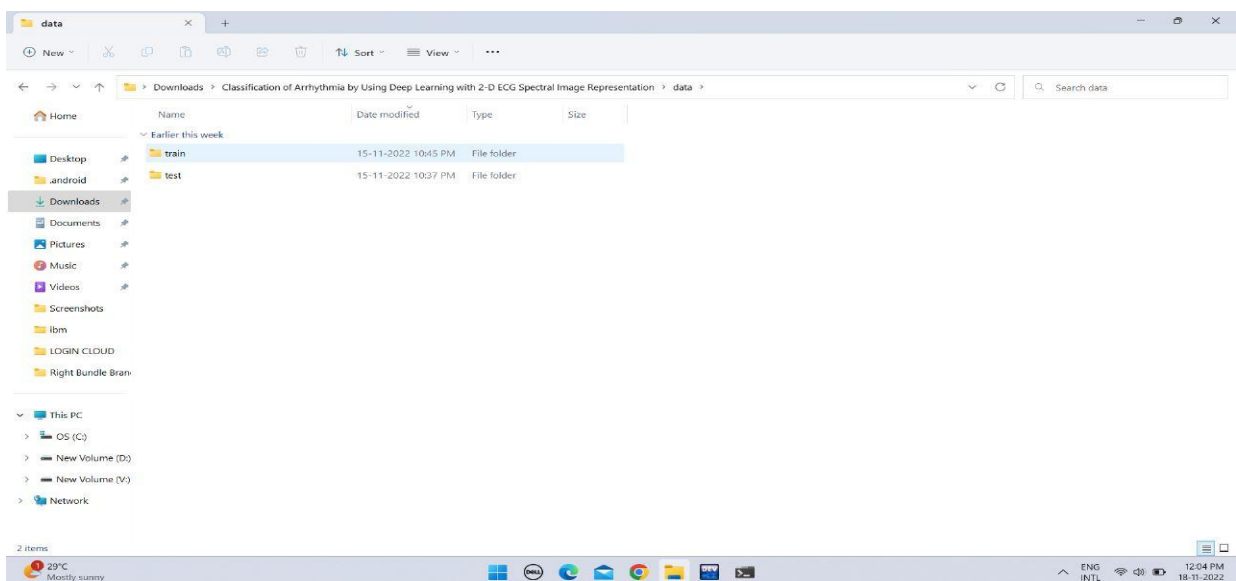 data
New
Sort
View
Downloads > Classification of Arrhythmia by Using Deep Learning with 2-D ECG Spectral Image Representation > data >
Search data
Name Date modified Type Size
Earlier this week
train 15-11-2022 10:45 PM File folder
test 15-11-2022 10:37 PM File folder
Home
Desktop
.android
Downloads
Documents
Pictures
Music
Videos
Screenshots
ibm
LOGIN CLOUD
Right Bundle Bran
This PC
OS (C:)
New Volume (D:)
New Volume (V:)
Network
2 items
1
29°C
Mostly sunny
DELL
DEV
ENG
INTL
12:04 PM
18-11-2022